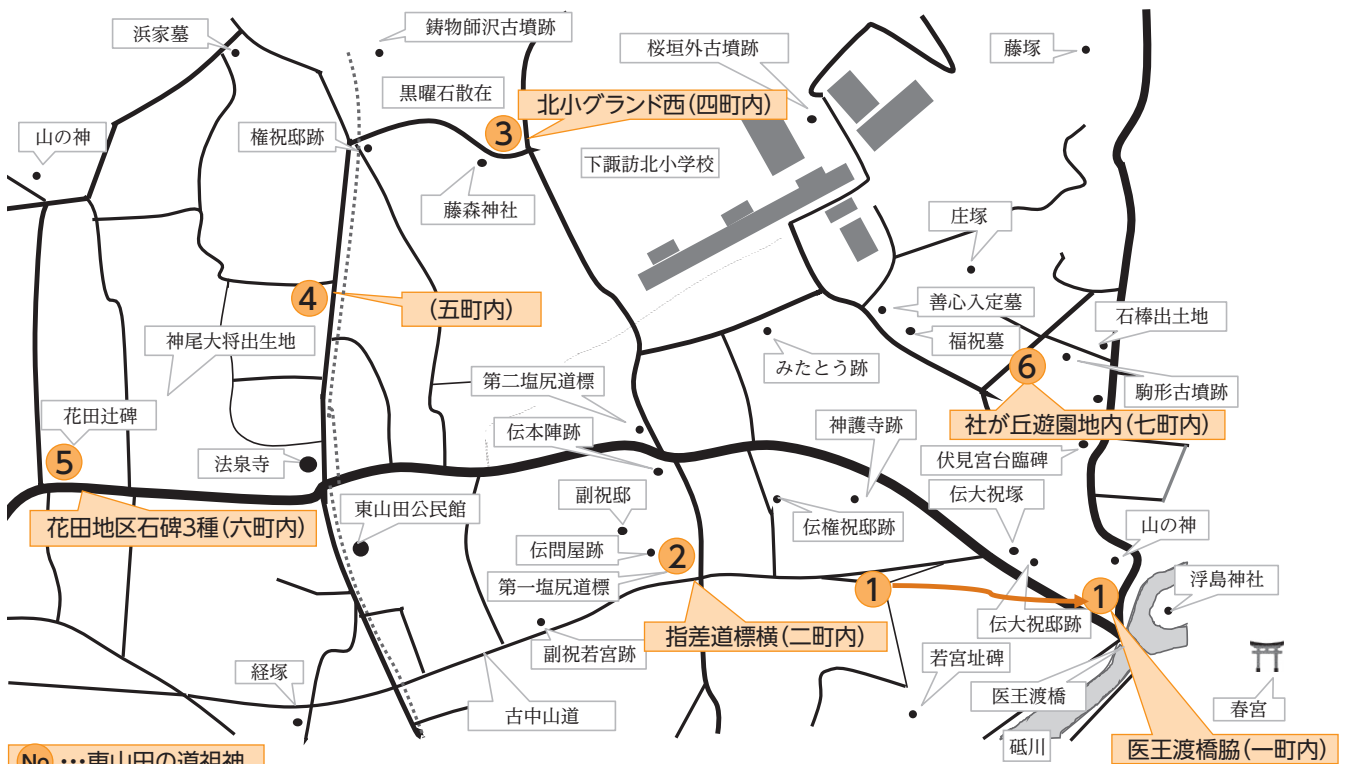 浜家墓
鋳物師沢古墳跡
桜垣外古墳跡
藤塚
黒曜石散在
北小グランド西(四町内)
3
山の神
権祝邸跡
下諏訪北小学校
藤森神社
庄塚
4
(五町内)
善心入定墓
石棒出土地
神尾大将出生地
福祝墓
みたとう跡
6
第二塩尻道標
駒形古墳跡
花田辻碑
社が丘遊園地内(七町内)
伝本陣跡
神護寺跡
5
法泉寺
伏見宮台臨碑
副祝邸
伝大祝塚
東山田公民館
花田地区石碑3種(六町内)
伝権祝邸跡
山の神
伝問屋跡
2
第一塩尻道標
1
1
浮島神社
指差道標横(二町内)
伝大祝邸跡
副祝若宮跡
若宮址碑
経塚
医王渡橋
古中山道
春宮
砥川
医王渡橋脇(一町内)
No…東山田の道祖神